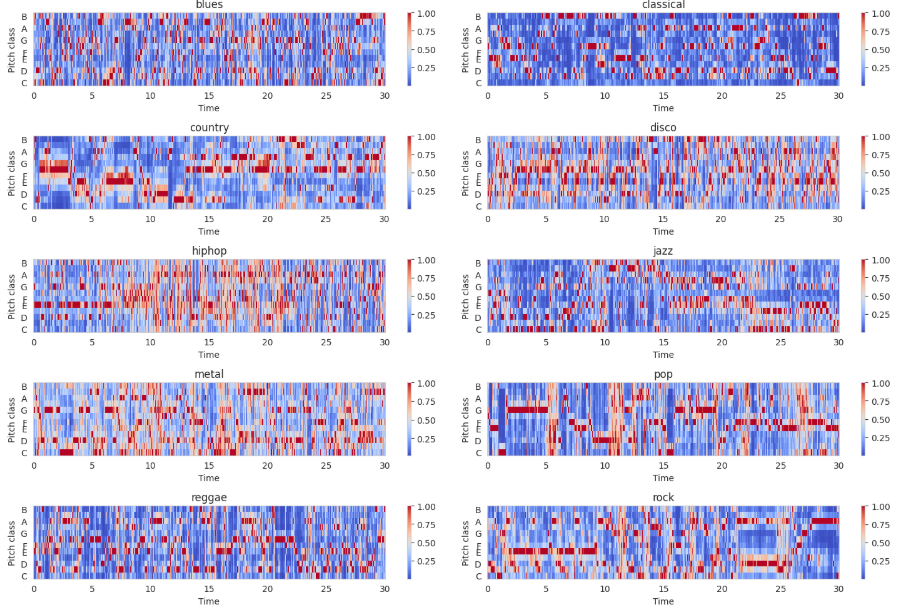 blues
B
A
G
F
E
D
C
Pitch class
0 5 10 15 20 25 30
Time
1.00
0.75
0.50
0.25
classical
B
A
G
F
E
D
C
Pitch class
0 5 10 15 20 25 30
Time
1.00
0.75
0.50
0.25
country
B
A
G
F
E
D
C
Pitch class
0 5 10 15 20 25 30
Time
1.00
0.75
0.50
0.25
disco
B
A
G
F
E
D
C
Pitch class
0 5 10 15 20 25 30
Time
1.00
0.75
0.50
0.25
hiphop
B
A
G
F
E
D
C
Pitch class
0 5 10 15 20 25 30
Time
1.00
0.75
0.50
0.25
jazz
B
A
G
F
E
D
C
Pitch class
0 5 10 15 20 25 30
Time
1.00
0.75
0.50
0.25
metal
B
A
G
F
E
D
C
Pitch class
0 5 10 15 20 25 30
Time
1.00
0.75
0.50
0.25
pop
B
A
G
F
E
D
C
Pitch class
0 5 10 15 20 25 30
Time
1.00
0.75
0.50
0.25
reggae
B
A
G
F
E
D
C
Pitch class
0 5 10 15 20 25 30
Time
1.00
0.75
0.50
0.25
rock
B
A
G
F
E
D
C
Pitch class
0 5 10 15 20 25 30
Time
1.00
0.75
0.50
0.25